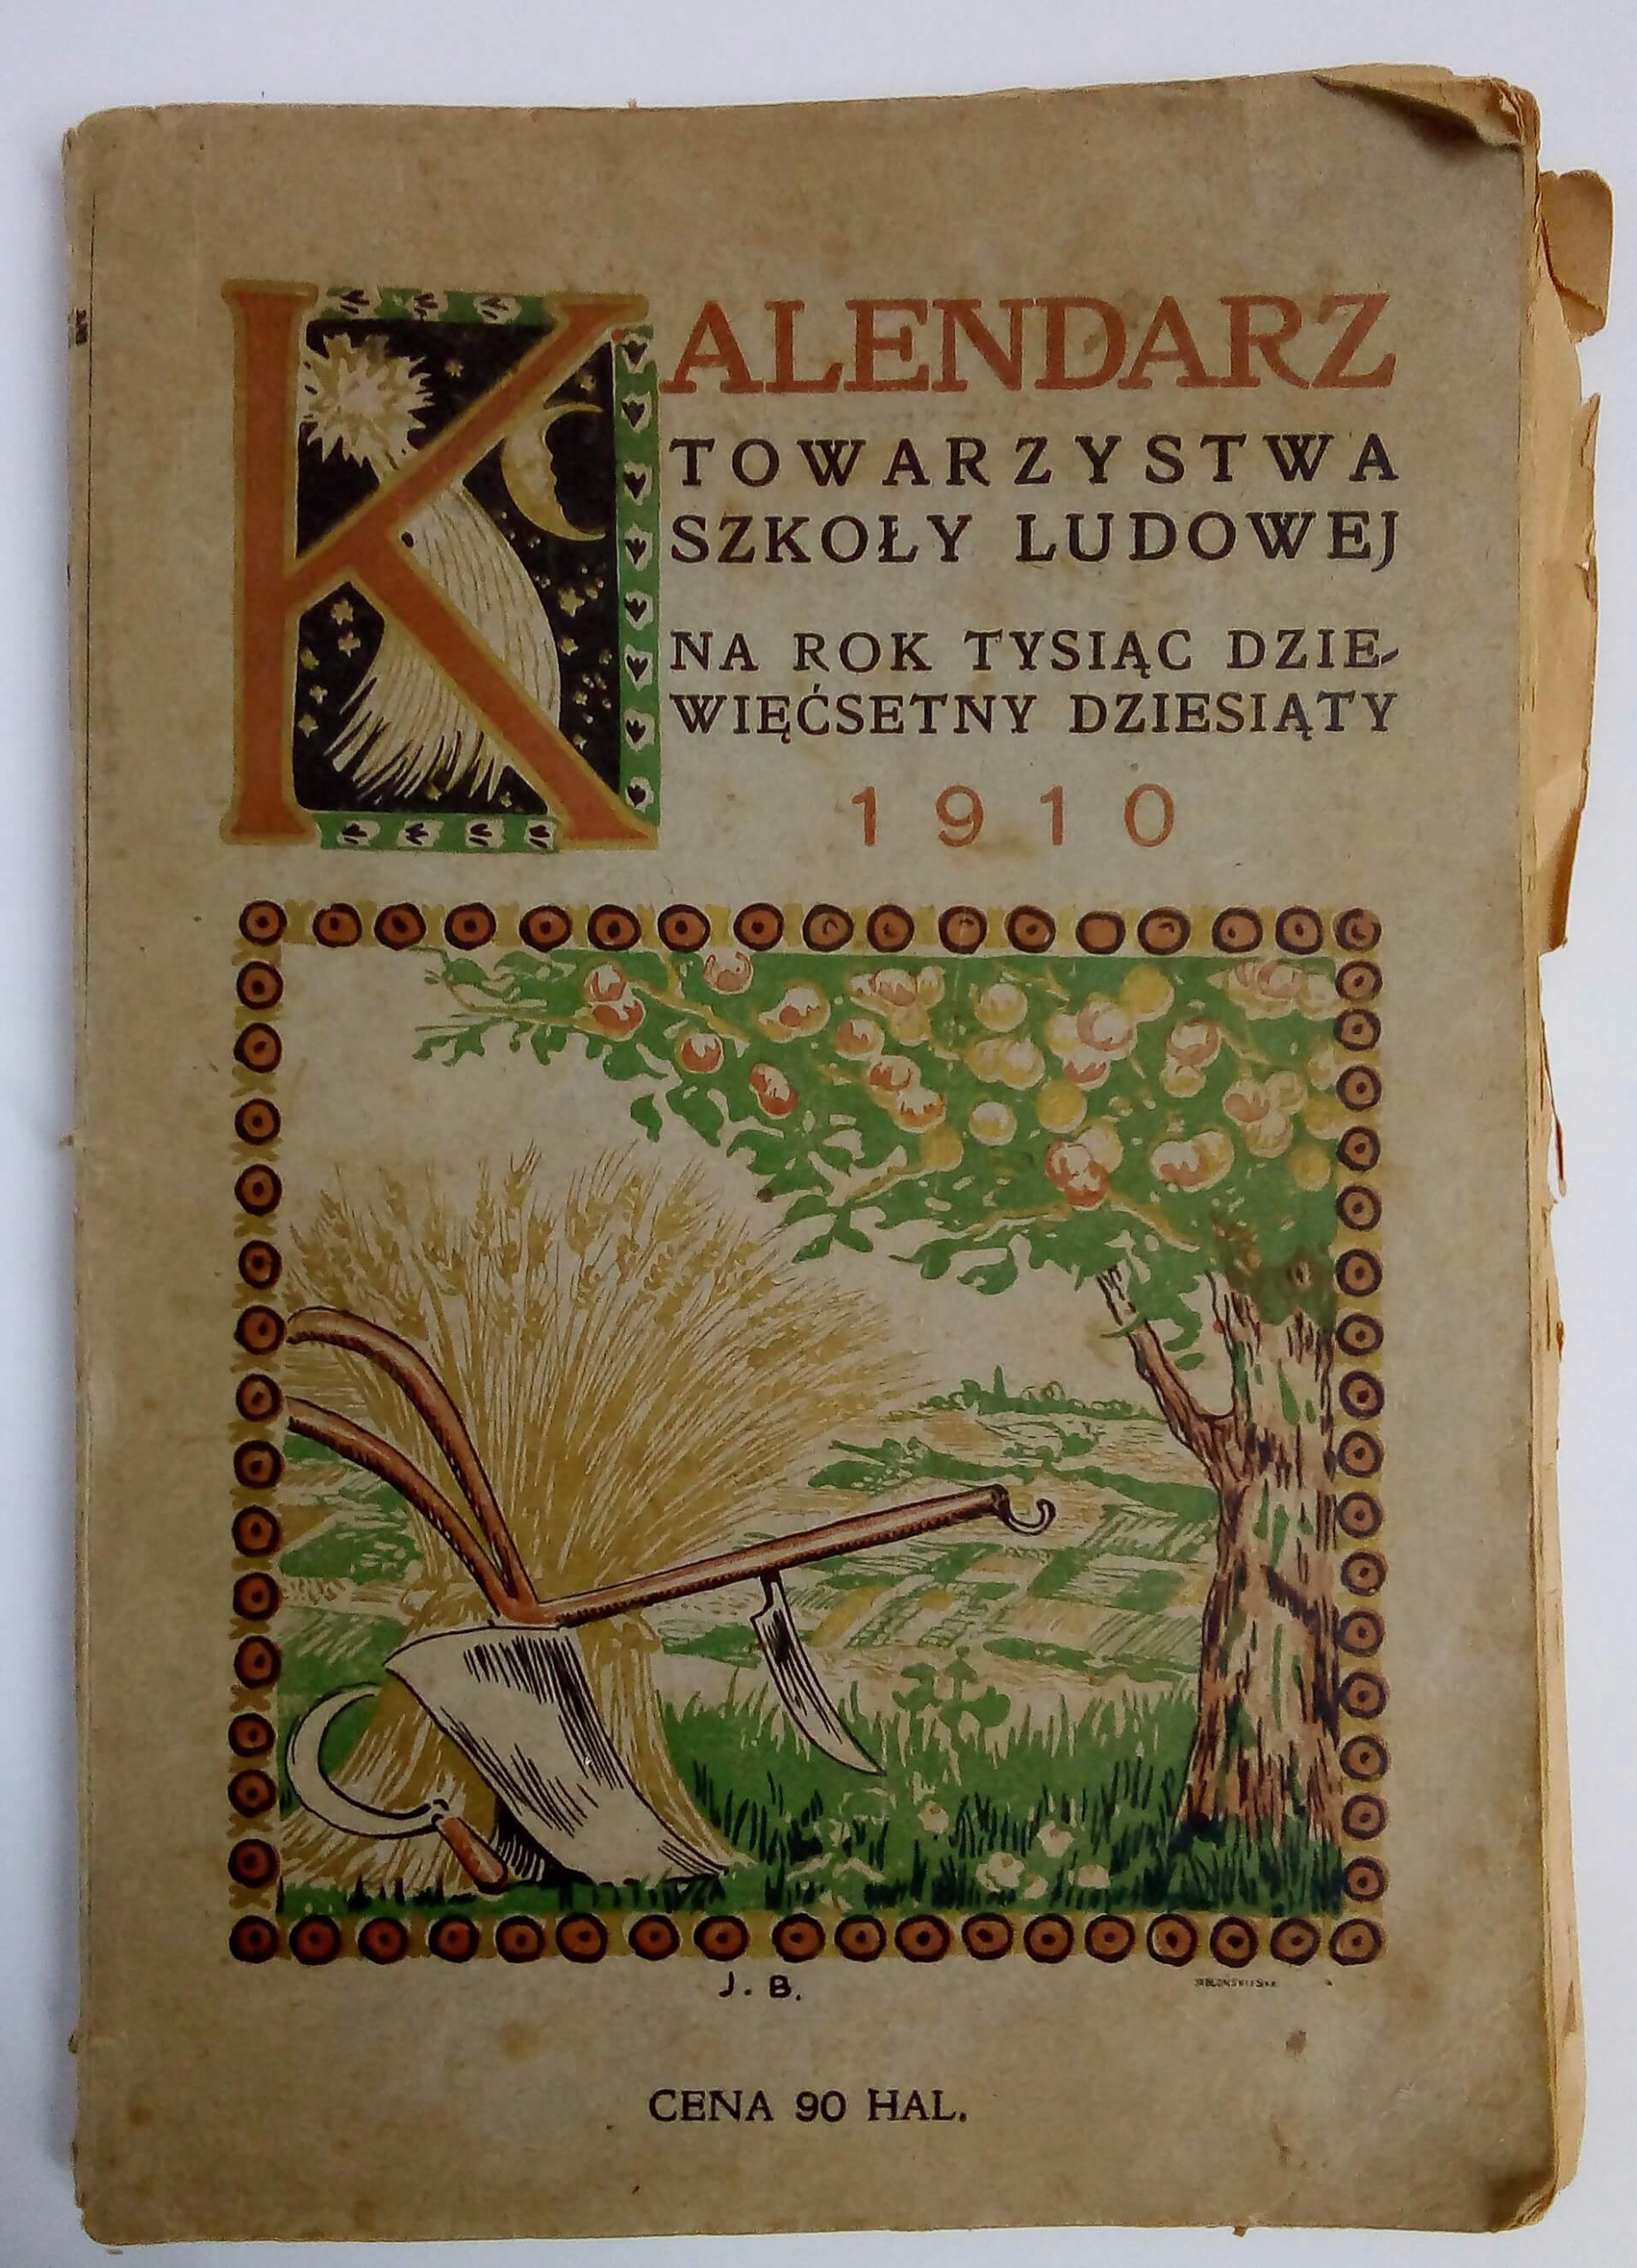 KALENDARZ
TOWARZYSTWA
SZKOŁY LUDOWEJ
NA ROK TYSIĄC DZIE-
WIĘĆSETNY DZIESIĄTY
1910
J. B.
CENA 90 HAL.